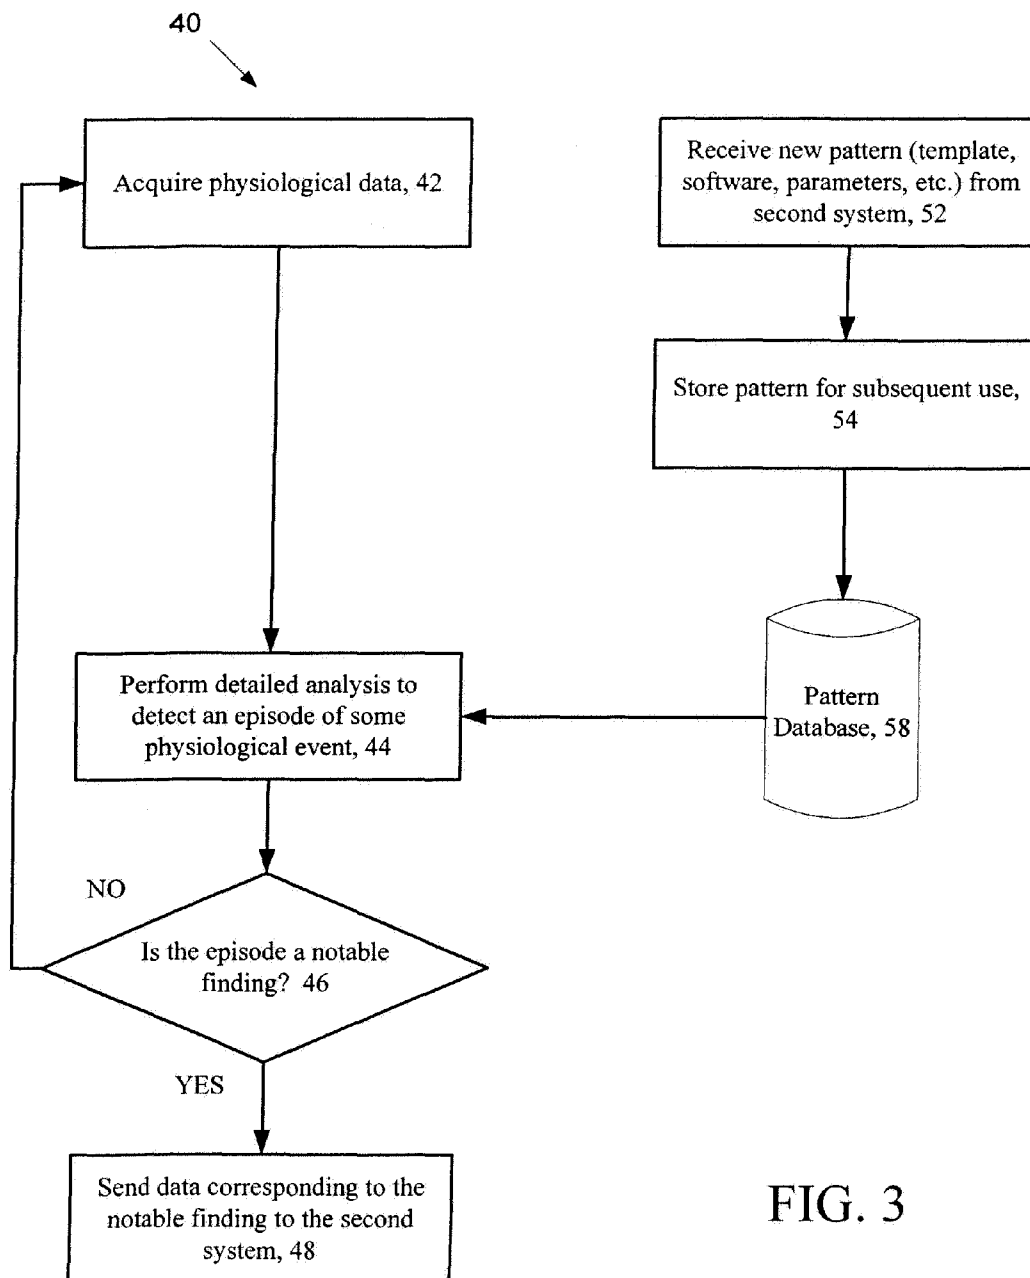 40
Acquire physiological data, 42
Receive new pattern (template,
software, parameters, etc.) from
second system, 52
Store pattern for subsequent use,
54
Perform detailed analysis to
detect an episode of some
physiological event, 44
Pattern
Database, 58
NO
Is the episode a notable
finding? 46
YES
Send data corresponding to the
notable finding to the second
system, 48
FIG. 3